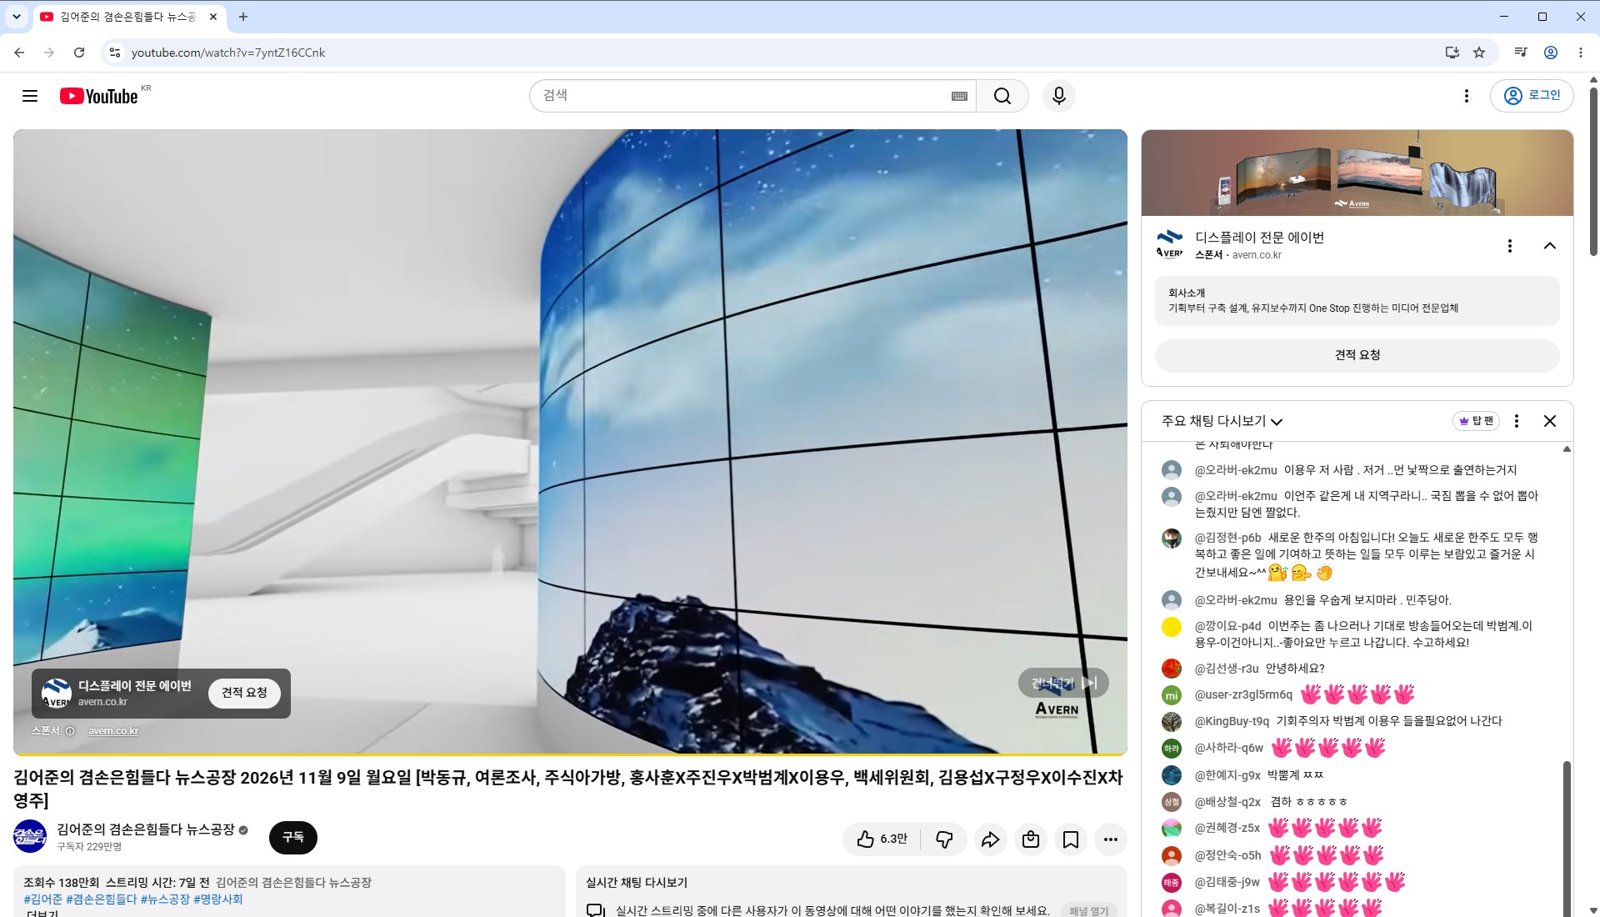 김어준의 겸손은힘들다 뉴스공
youtube.com/watch?v=7yntZ16CCnk
YouTube KR
검색
로그인
AVERN
디스플레이 전문 에이번
스폰서 · avern.co.kr
회사소개
기획부터 구축 설계, 유지보수까지 One Stop 진행하는 미디어 전문업체
견적 요청
디스플레이 전문 에이번
avern.co.kr
견적 요청
스폰서 avern.co.kr
건너뛰기
AVERN
김어준의 겸손은힘들다 뉴스공장 2026년 11월 9일 월요일 [박동규, 여론조사, 주식아가방, 홍사훈X주진우X박범계X이용우, 백세위원회, 김용섭X구정우X이수진X차
영주]
김어준의 겸손은힘들다 뉴스공장
구독자 229만명
구독
6.3만
조회수 138만회 스트리밍 시간: 7일 전 김어준의 겸손은힘들다 뉴스공장
#김어준 #겸손은힘들다 #뉴스공장 #명랑사회
...더보기
실시간 채팅 다시보기
실시간 스트리밍 중에 다른 사용자가 이 동영상에 대해 어떤 이야기를 했는지 확인해 보세요.
패널 열기
주요 채팅 다시보기
탑 팬
은 사퇴해야한다
@오라버-ek2mu 이용우 저 사람 . 저거 ..먼 낯짝으로 출연하는거지
@오라버-ek2mu 이언주 같은게 내 지역구라니.. 국짐 뽑을 수 없어 뽑아
는줬지만 담엔 짤없다.
@김정현-p6b 새로운 한주의 아침입니다! 오늘도 새로운 한주도 모두 행
복하고 좋은 일에 기여하고 뜻하는 일들 모두 이루는 보람있고 즐거운 시
간보내세요~^^
@오라버-ek2mu 용인을 우습게 보지마라 . 민주당아.
@깡이요-p4d 이번주는 좀 나으러나 기대로 방송들어오는데 박범계.이
용우-이건아니지..-좋아요만 누르고 나갑니다. 수고하세요!
@김선생-r3u 안녕하세요?
mi @user-zr3gl5rm6q
@KingBuy-t9q 기회주의자 박범계 이용우 들을필요없어 나간다
하라 @사하라-q6w
@한예지-g9x 박뿜계 ㅉㅉ
상철 @배상철-q2x 겸하 ㅎㅎㅎㅎㅎ
@권혜경-z5x
@정안숙-o5h
태중 @김태중-j9w
@복길이-z1s